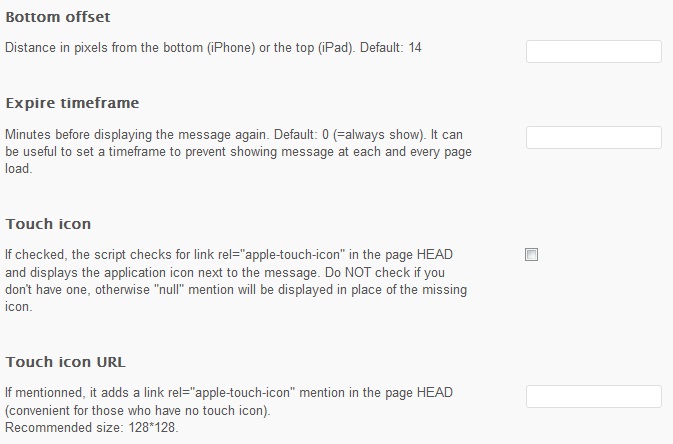 Bottom offset
Distance in pixels from the bottom (iPhone) or the top (iPad). Default: 14
Expire timeframe
Minutes before displaying the message again. Default: 0 (=always show). It can
be useful to set a timeframe to prevent showing message at each and every page
load.
Touch icon
If checked, the script checks for link rel="apple-touch-icon" in the page HEAD
and displays the application icon next to the message. Do NOT check if you
don't have one, otherwise "null" mention will be displayed in place of the missing
icon.
Touch icon URL
If mentionned, it adds a link rel="apple-touch-icon" mention in the page HEAD
(convenient for those who have no touch icon).
Recommended size: 128*128.